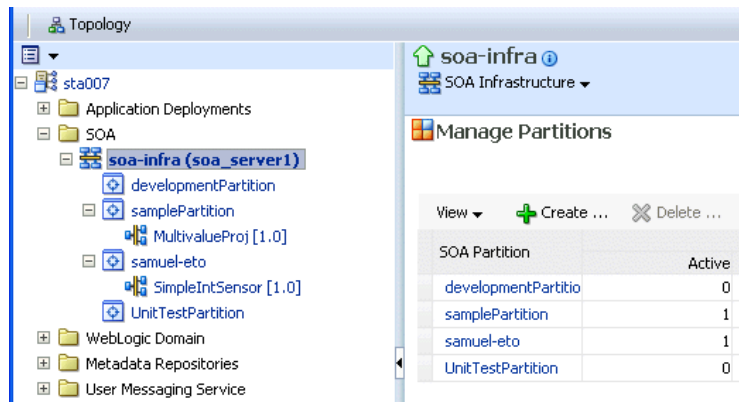 Topology
sta007
Application Deployments
SOA
soa-infra (soa_server1)
developmentPartition
samplePartition
MultivalueProj [1.0]
samuel-eto
SimpleIntSensor [1.0]
UnitTestPartition
WebLogic Domain
Metadata Repositories
User Messaging Service
soa-infra
SOA Infrastructure
Manage Partitions
View Create ... Delete ...
SOA Partition Active
developmentPartitio 0
samplePartition 1
samuel-eto 1
UnitTestPartition 0